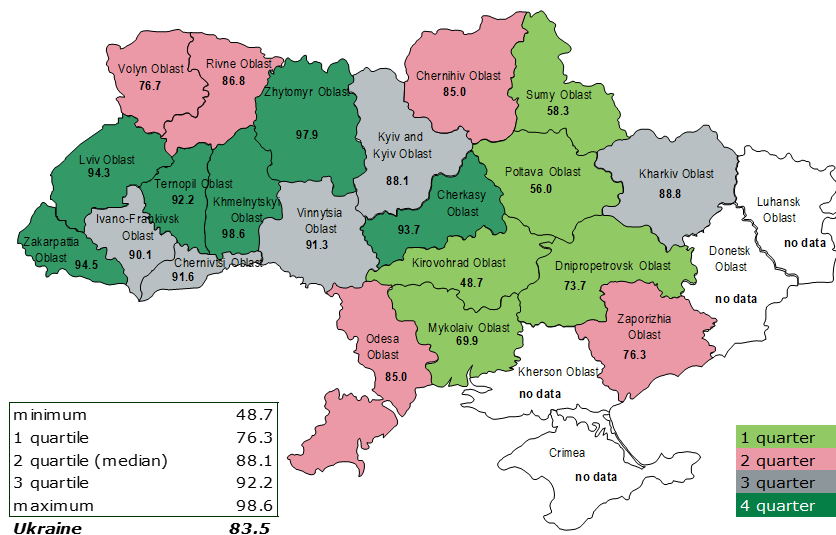 Volyn Oblast
76.7
Rivne Oblast
86.8
Zhytomyr Oblast
97.9
Kyiv and
Kyiv Oblast
88.1
Chernihiv Oblast
85.0
Sumy Oblast
58.3
Lviv Oblast
94.3
Ternopil Oblast
92.2
Khmelnytskyi
Oblast
98.6
Vinnytsia
Oblast
91.3
Cherkasy
Oblast
93.7
Poltava Oblast
56.0
Kharkiv Oblast
88.8
Luhansk
Oblast
no data
Zakarpattia
Oblast
94.5
Ivano-Frankivsk
Oblast
90.1
Chernivtsi Oblast
91.6
Kirovohrad Oblast
48.7
Dnipropetrovsk Oblast
73.7
Donetsk
Oblast
no data
Odesa
Oblast
85.0
Mykolaiv Oblast
69.9
Zaporizhia
Oblast
76.3
Kherson Oblast
no data
Crimea
no data
minimum 48.7
1 quartile 76.3
2 quartile (median) 88.1
3 quartile 92.2
maximum 98.6
Ukraine 83.5
1 quarter
2 quarter
3 quarter
4 quarter